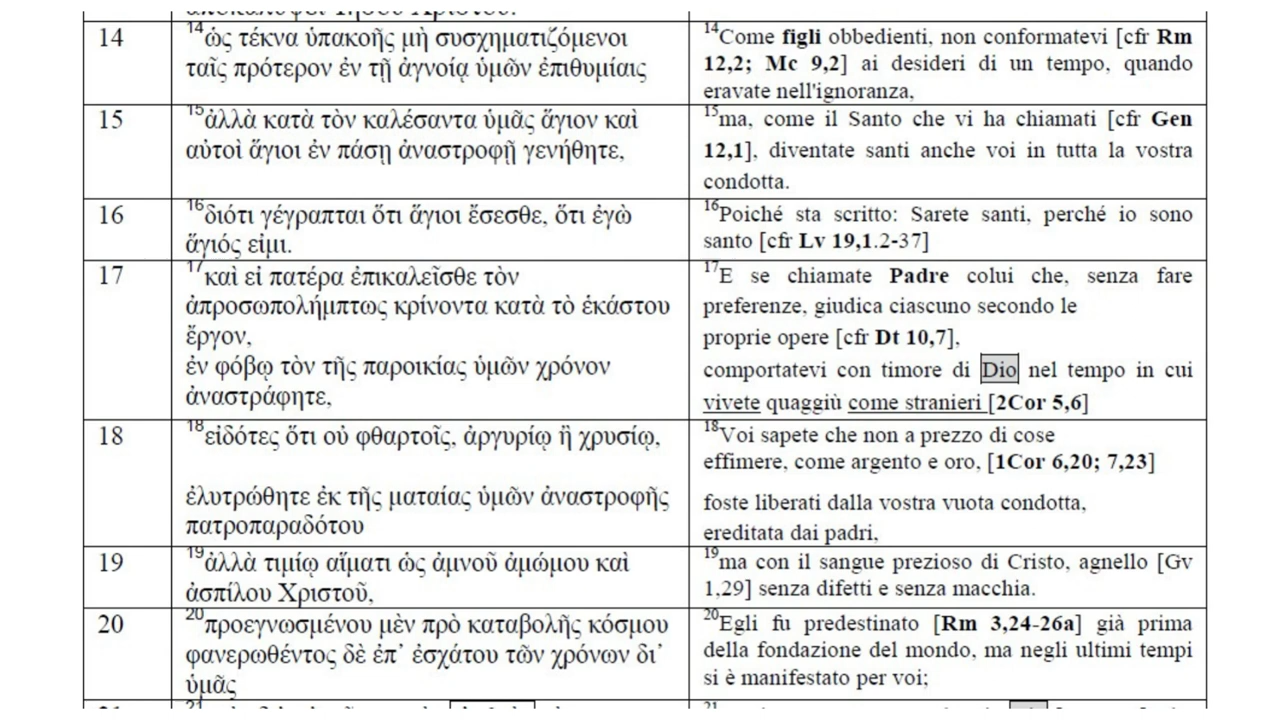 ἀποκαλύψει Ἰησοῦ Χριστοῦ.
14
¹⁴ὡς τέκνα ὑπακοῆς μὴ συσχηματιζόμενοι
ταῖς πρότερον ἐν τῇ ἀγνοίᾳ ὑμῶν ἐπιθυμίαις
¹⁴Come figli obbedienti, non conformatevi [cfr Rm
12,2; Mc 9,2] ai desideri di un tempo, quando
eravate nell'ignoranza,
15
¹⁵ἀλλὰ κατὰ τὸν καλέσαντα ὑμᾶς ἅγιον καὶ
αὐτοὶ ἅγιοι ἐν πάσῃ ἀναστροφῇ γενήθητε,
¹⁵ma, come il Santo che vi ha chiamati [cfr Gen
12,1], diventate santi anche voi in tutta la vostra
condotta.
16
¹⁶διότι γέγραπται ὅτι ἅγιοι ἔσεσθε, ὅτι ἐγὼ
ἅγιός εἰμι.
¹⁶Poiché sta scritto: Sarete santi, perché io sono
santo [cfr Lv 19,1.2-37]
17
¹⁷καὶ εἰ πατέρα ἐπικαλεῖσθε τὸν
ἀπροσωπολήμπτως κρίνοντα κατὰ τὸ ἑκάστου
ἔργον,
ἐν φόβῳ τὸν τῆς παροικίας ὑμῶν χρόνον
ἀναστράφητε,
¹⁷E se chiamate Padre colui che, senza fare
preferenze, giudica ciascuno secondo le
proprie opere [cfr Dt 10,7],
comportatevi con timore di Dio nel tempo in cui
vivete quaggiù come stranieri [2Cor 5,6]
18
¹⁸εἰδότες ὅτι οὐ φθαρτοῖς, ἀργυρίῳ ἢ χρυσίῳ,
ἐλυτρώθητε ἐκ τῆς ματαίας ὑμῶν ἀναστροφῆς
πατροπαραδότου
¹⁸Voi sapete che non a prezzo di cose
effimere, come argento e oro, [1Cor 6,20; 7,23]
foste liberati dalla vostra vuota condotta,
ereditata dai padri,
19
¹⁹ἀλλὰ τιμίῳ αἵματι ὡς ἀμνοῦ ἀμώμου καὶ
ἀσπίλου Χριστοῦ,
¹⁹ma con il sangue prezioso di Cristo, agnello [Gv
1,29] senza difetti e senza macchia.
20
²⁰προεγνωσμένου μὲν πρὸ καταβολῆς κόσμου
φανερωθέντος δὲ ἐπ᾽ ἐσχάτου τῶν χρόνων δι᾽
ὑμᾶς
²⁰Egli fu predestinato [Rm 3,24-26a] già prima
della fondazione del mondo, ma negli ultimi tempi
si è manifestato per voi;
21
²¹
²¹